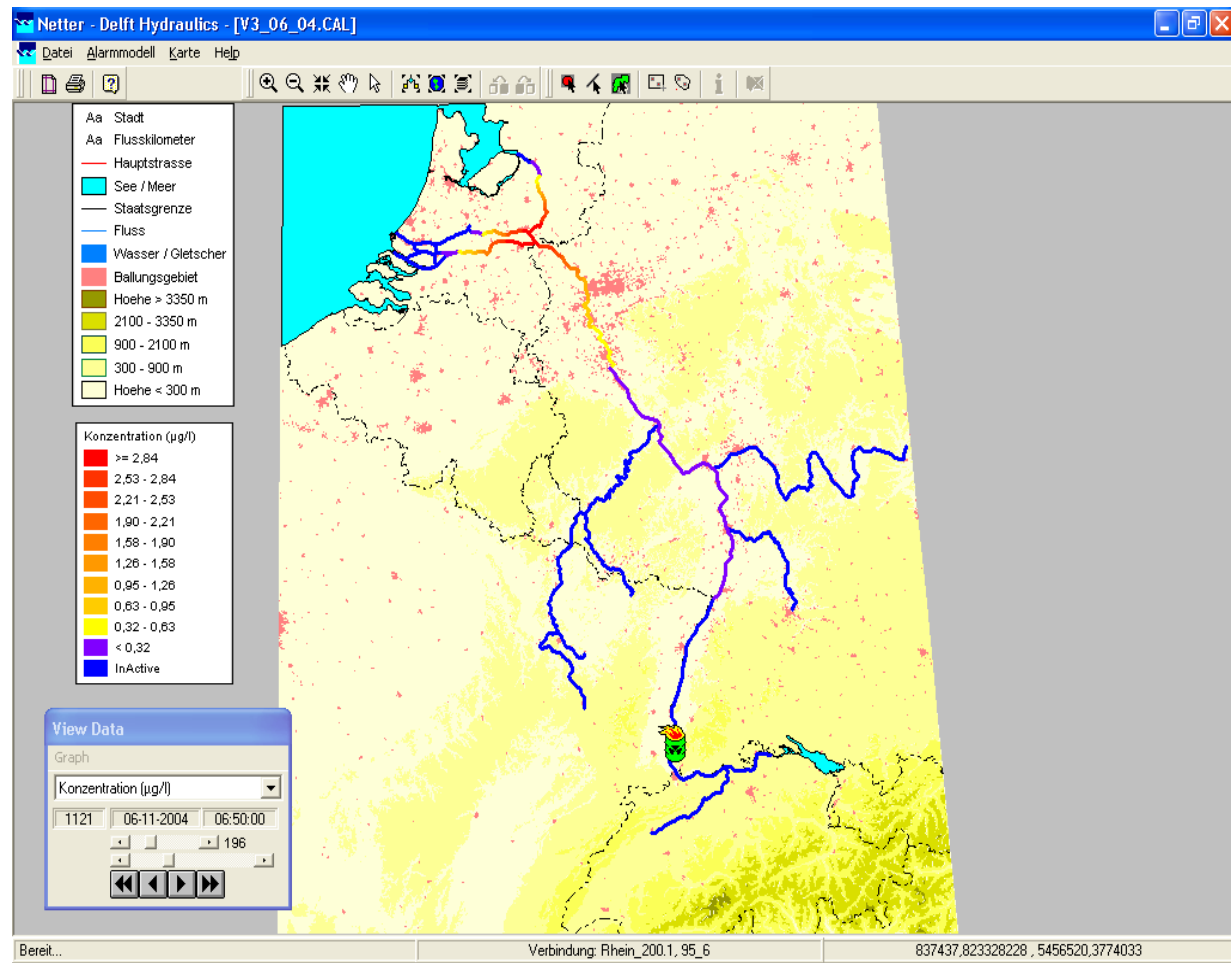 Netter - Delft Hydraulics - [V3_06_04.CAL]
Datei Alarmmodell Karte Help
Aa Stadt
Aa Flusskilometer
Hauptstrasse
See / Meer
Staatsgrenze
Fluss
Wasser / Gletscher
Ballungsgebiet
Hoehe > 3350 m
2100 - 3350 m
900 - 2100 m
300 - 900 m
Hoehe < 300 m
Konzentration (µg/l)
>= 2,84
2,53 - 2,84
2,21 - 2,53
1,90 - 2,21
1,58 - 1,90
1,26 - 1,58
0,95 - 1,26
0,63 - 0,95
0,32 - 0,63
< 0,32
InActive
View Data
Graph
Konzentration (µg/l)
1121 06-11-2004 06:50:00
196
Bereit... Verbindung: Rhein_200.1, 95_6 837437,823328228 , 5456520,3774033